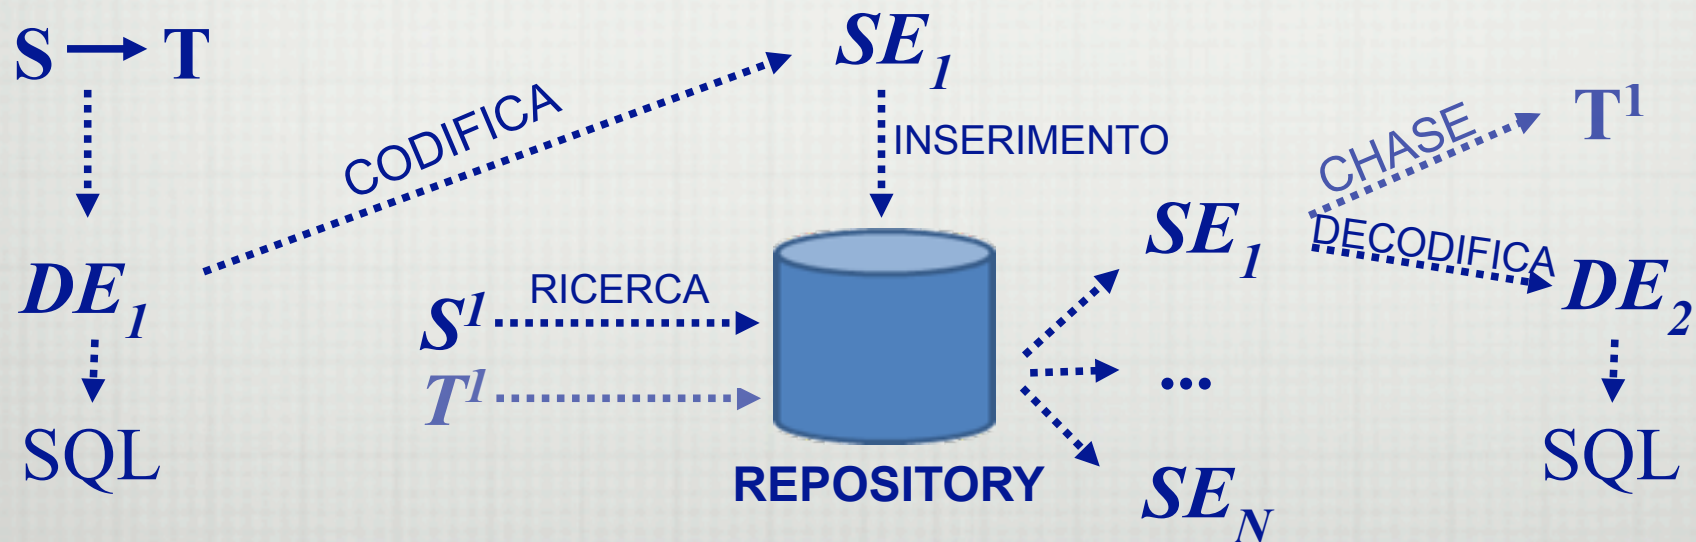 S → T
SE1
CODIFICA
INSERIMENTO
CHASE
T1
DE1
S1
RICERCA
T1
SE1
DECODIFICA
DE2
...
SQL
REPOSITORY
SEN
SQL